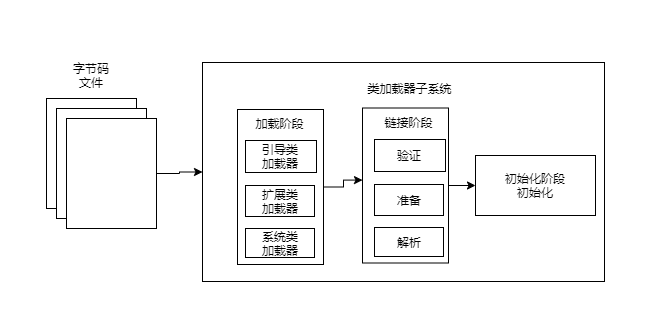 字节码
文件
类加载器子系统
加载阶段
引导类
加载器
扩展类
加载器
系统类
加载器
链接阶段
验证
准备
解析
初始化阶段
初始化